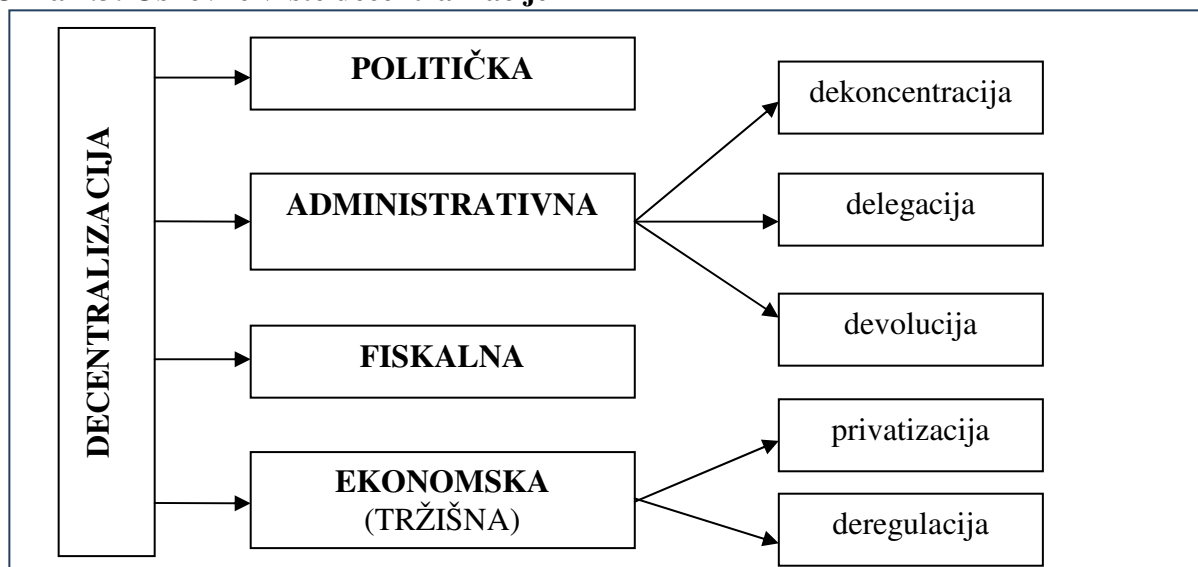 DECENTRALIZACIJA
POLITIČKA
ADMINISTRATIVNA
dekoncentracija
delegacija
devolucija
FISKALNA
EKONOMSKA
(TRŽIŠNA)
privatizacija
deregulacija